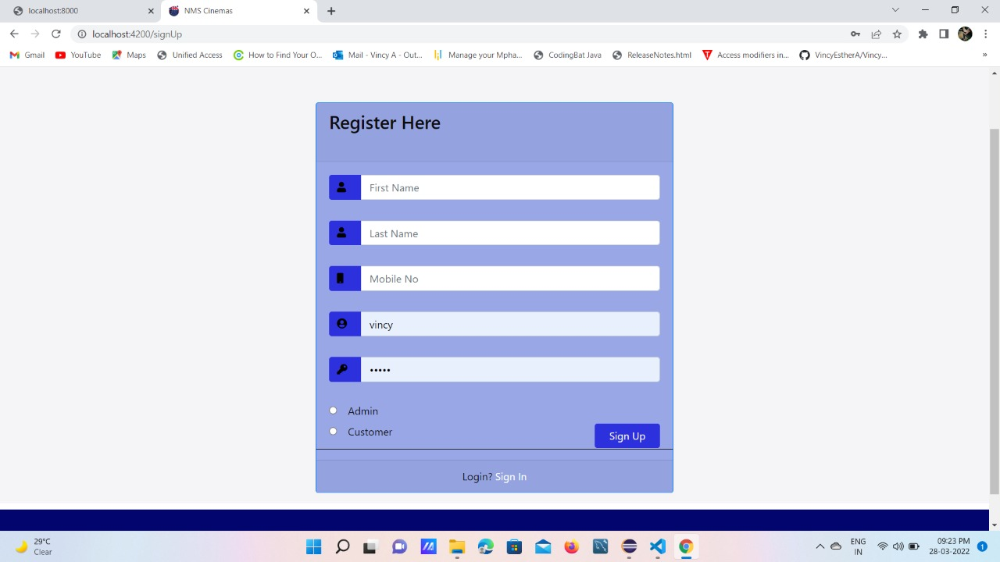 localhost:8000
NMS Cinemas
localhost:4200/signUp
Gmail
YouTube
Maps
Unified Access
How to Find Your O...
Mail - Vincy A - Out...
Manage your Mpha...
CodingBat Java
ReleaseNotes.html
Access modifiers in...
VincyEstherA/Vincy...
»
Register Here
First Name
Last Name
Mobile No
vincy
•••••
Admin
Customer
Sign Up
Login? Sign In
29°C
Clear
ENG
IN
09:23 PM
28-03-2022
1